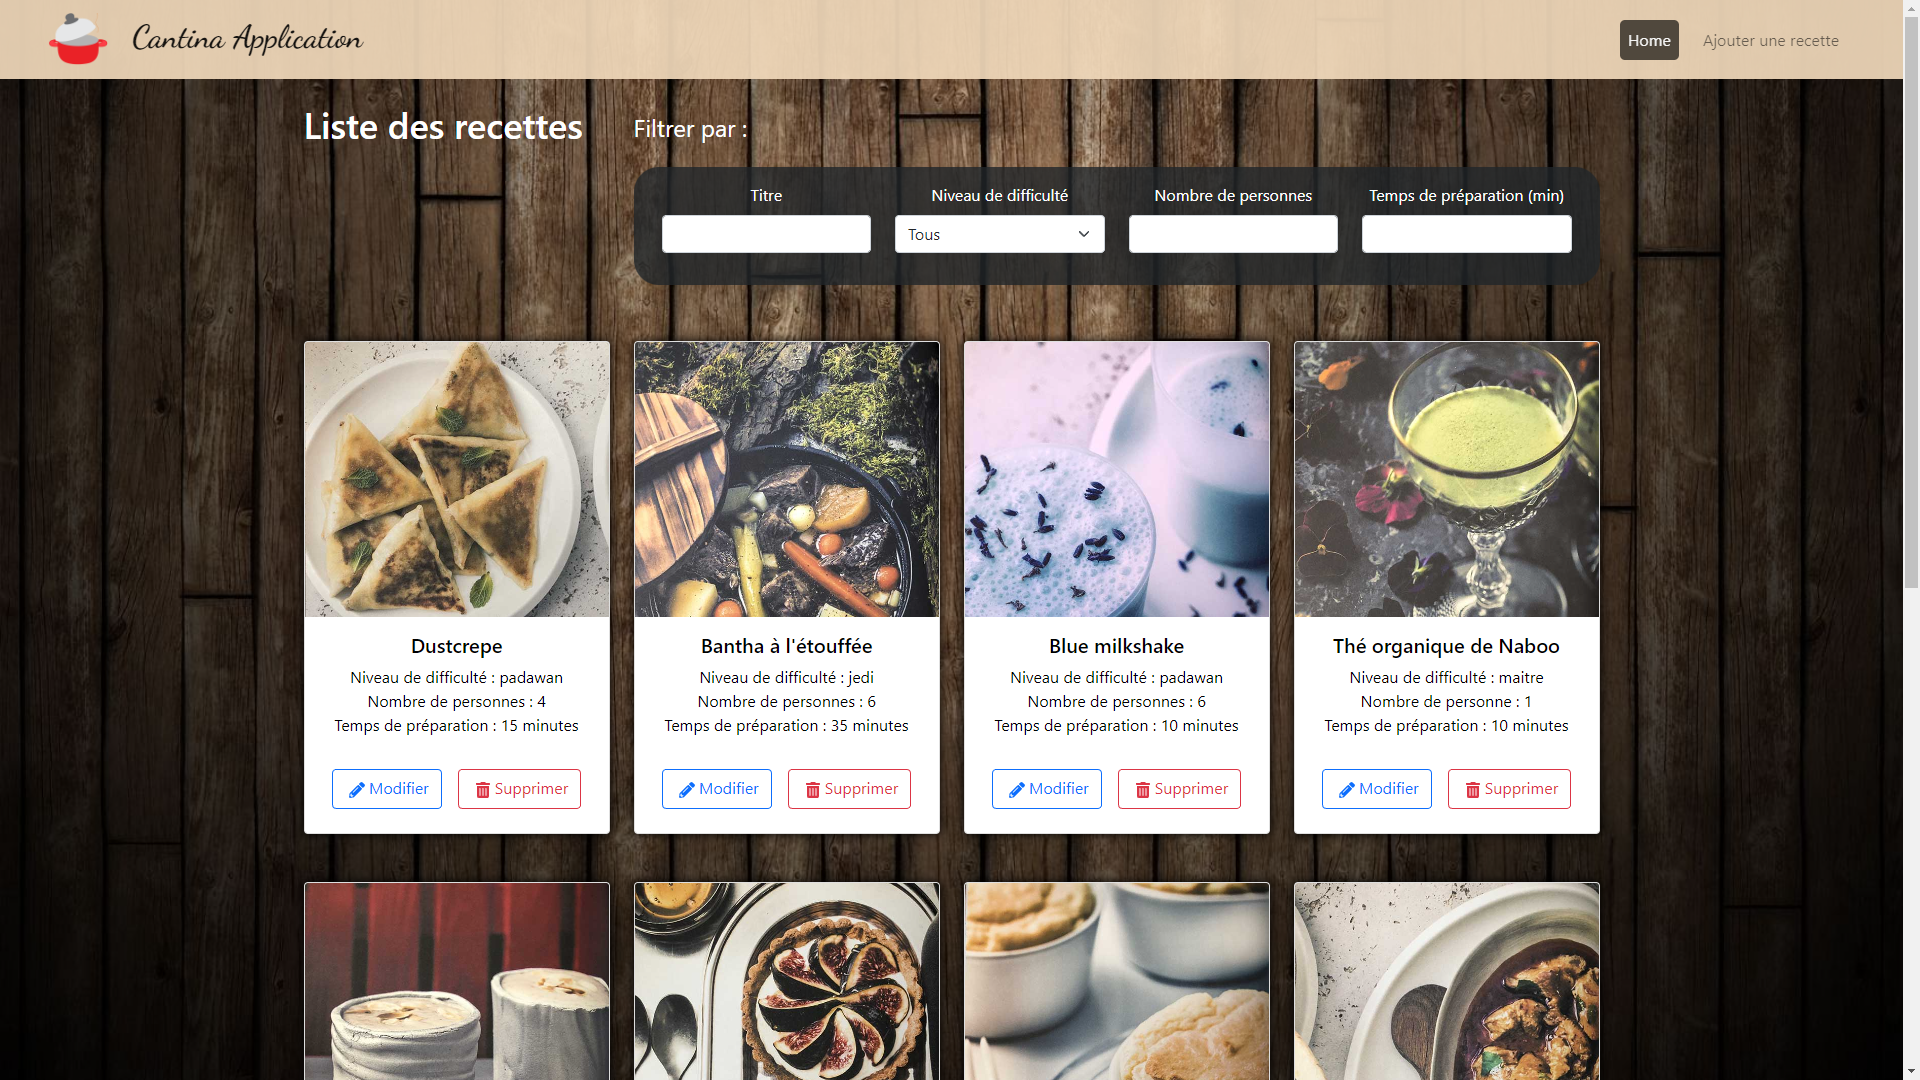 Cantina Application
Home
Ajouter une recette
Liste des recettes
Filtrer par :
Titre
Niveau de difficulté
Nombre de personnes
Temps de préparation (min)
Tous
Dustcrepe
Niveau de difficulté : padawan
Nombre de personnes : 4
Temps de préparation : 15 minutes
Modifier
Supprimer
Bantha à l'étouffée
Niveau de difficulté : jedi
Nombre de personnes : 6
Temps de préparation : 35 minutes
Modifier
Supprimer
Blue milkshake
Niveau de difficulté : padawan
Nombre de personnes : 6
Temps de préparation : 10 minutes
Modifier
Supprimer
Thé organique de Naboo
Niveau de difficulté : maitre
Nombre de personne : 1
Temps de préparation : 10 minutes
Modifier
Supprimer